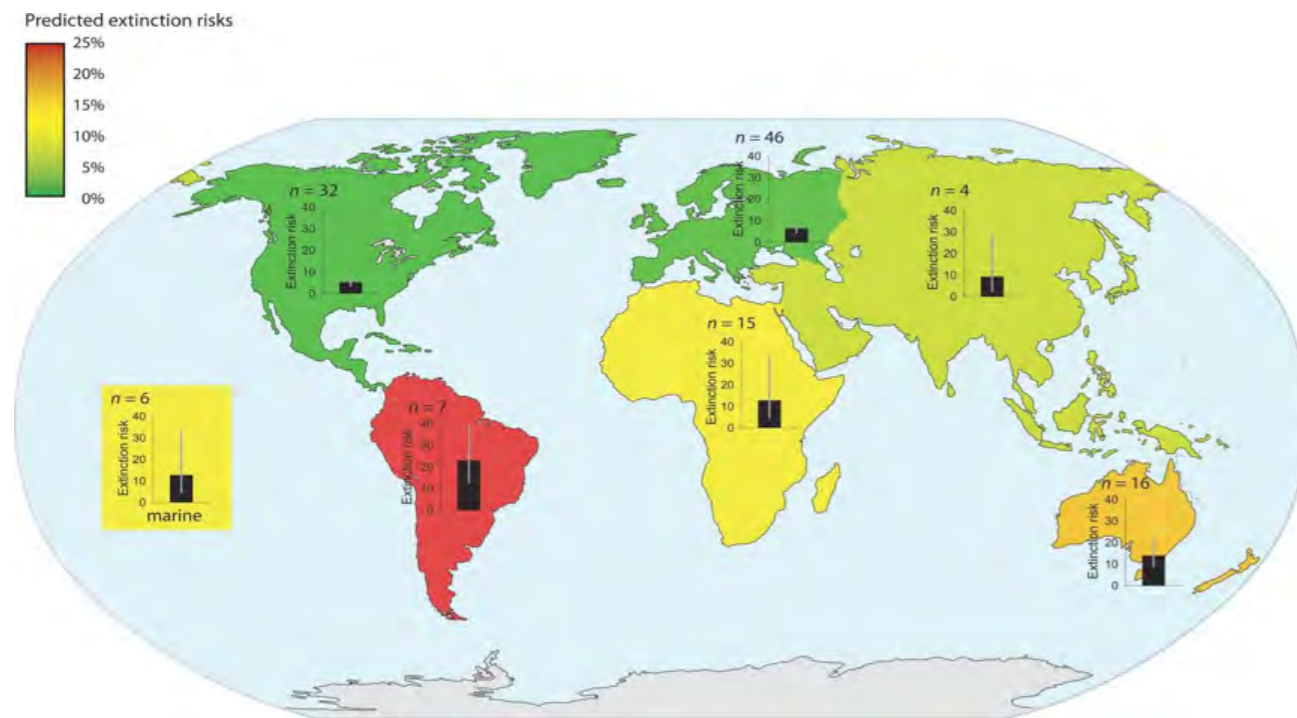 Predicted extinction risks
25%
20%
15%
10%
5%
0%
n = 46
40
30
20
10
0
Extinction risk
n = 32
40
30
20
10
0
Extinction risk
n = 4
40
30
20
10
0
Extinction risk
n = 15
40
30
20
10
0
Extinction risk
n = 6
40
30
20
10
0
Extinction risk
marine
n = 7
40
30
20
10
0
Extinction risk
n = 16
40
30
20
10
0
Extinction risk